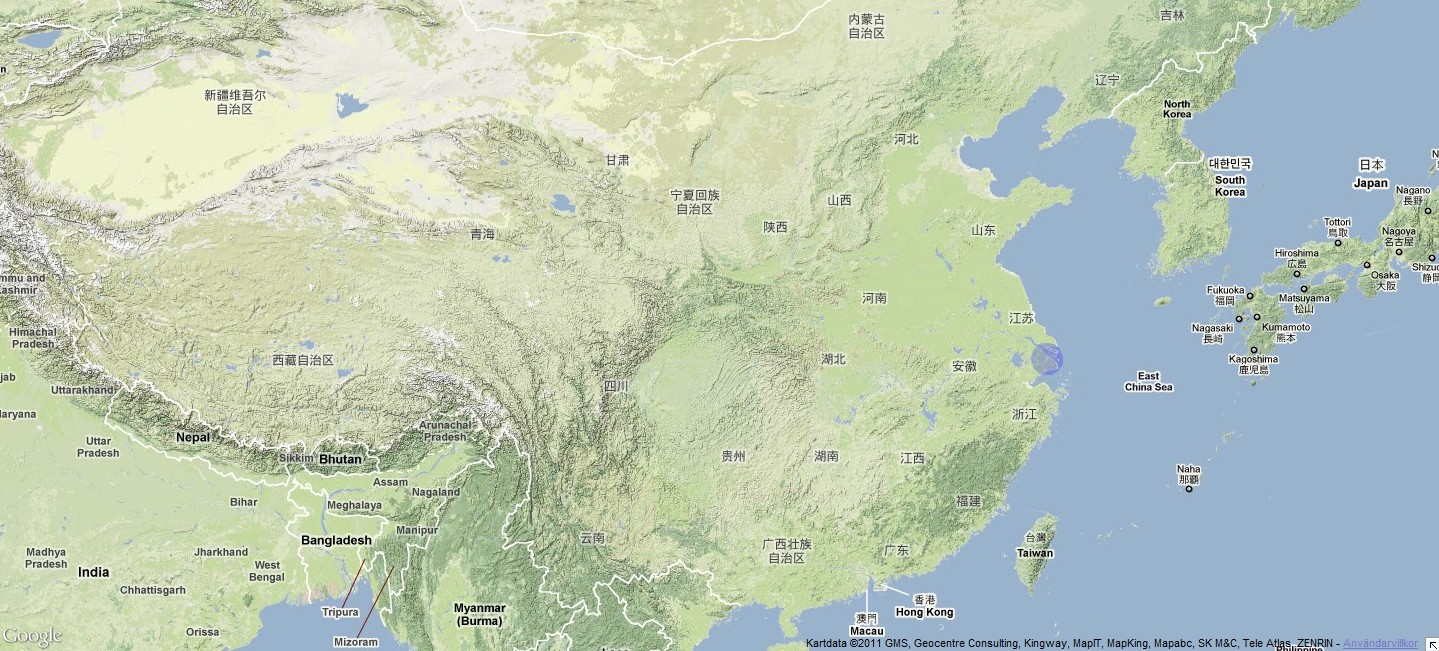 内蒙古
自治区
吉林
辽宁
North
Korea
新疆维吾尔
自治区
河北
甘肃
대한민국
South
Korea
日本
Japan
Nagano
長野
宁夏回族
自治区
山西
陕西
青海
山东
Tottori
鳥取
Nagoya
名古屋
Hiroshima
広島
Shizuo
静岡
Osaka
大阪
mmu and
Kashmir
Fukuoka
福岡
Matsuyama
松山
河南
江苏
Nagasaki
長崎
Kumamoto
熊本
Himachal
Pradesh
西藏自治区
湖北
安徽
Kagoshima
鹿児島
East
China Sea
jab
Uttarakhand
四川
aryana
浙江
Arunachal
Pradesh
Nepal
Uttar
Pradesh
Sikkim
Bhutan
贵州
湖南
江西
Naha
那覇
Assam
Nagaland
Bihar
Meghalaya
福建
Manipur
Bangladesh
云南
广西壮族
自治区
广东
台灣
Taiwan
Madhya
Pradesh
Jharkhand
India
West
Bengal
Chhattisgarh
Tripura
Myanmar
(Burma)
香港
Hong Kong
澳門
Macau
Orissa
Mizoram
Google
Kartdata ©2011 GMS, Geocentre Consulting, Kingway, MapIT, MapKing, Mapabc, SK M&C, Tele Atlas, ZENRIN - Användarvillkor